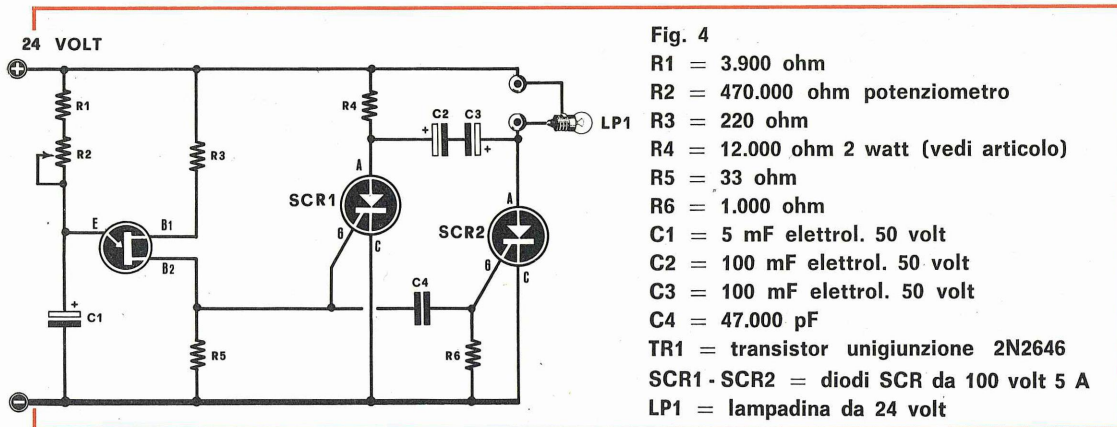 24 VOLT
+
R1
R2
R3
E
B1
B2
+
C1
R5
R4
C2
C3
+
+
A
SCR1
G
C
C4
R6
A
SCR2
G
C
LP1
-
Fig. 4
R1 = 3.900 ohm
R2 = 470.000 ohm potenziometro
R3 = 220 ohm
R4 = 12.000 ohm 2 watt (vedi articolo)
R5 = 33 ohm
R6 = 1.000 ohm
C1 = 5 mF elettrol. 50 volt
C2 = 100 mF elettrol. 50 volt
C3 = 100 mF elettrol. 50 volt
C4 = 47.000 pF
TR1 = transistor unigiunzione 2N2646
SCR1 - SCR2 = diodi SCR da 100 volt 5 A
LP1 = lampadina da 24 volt